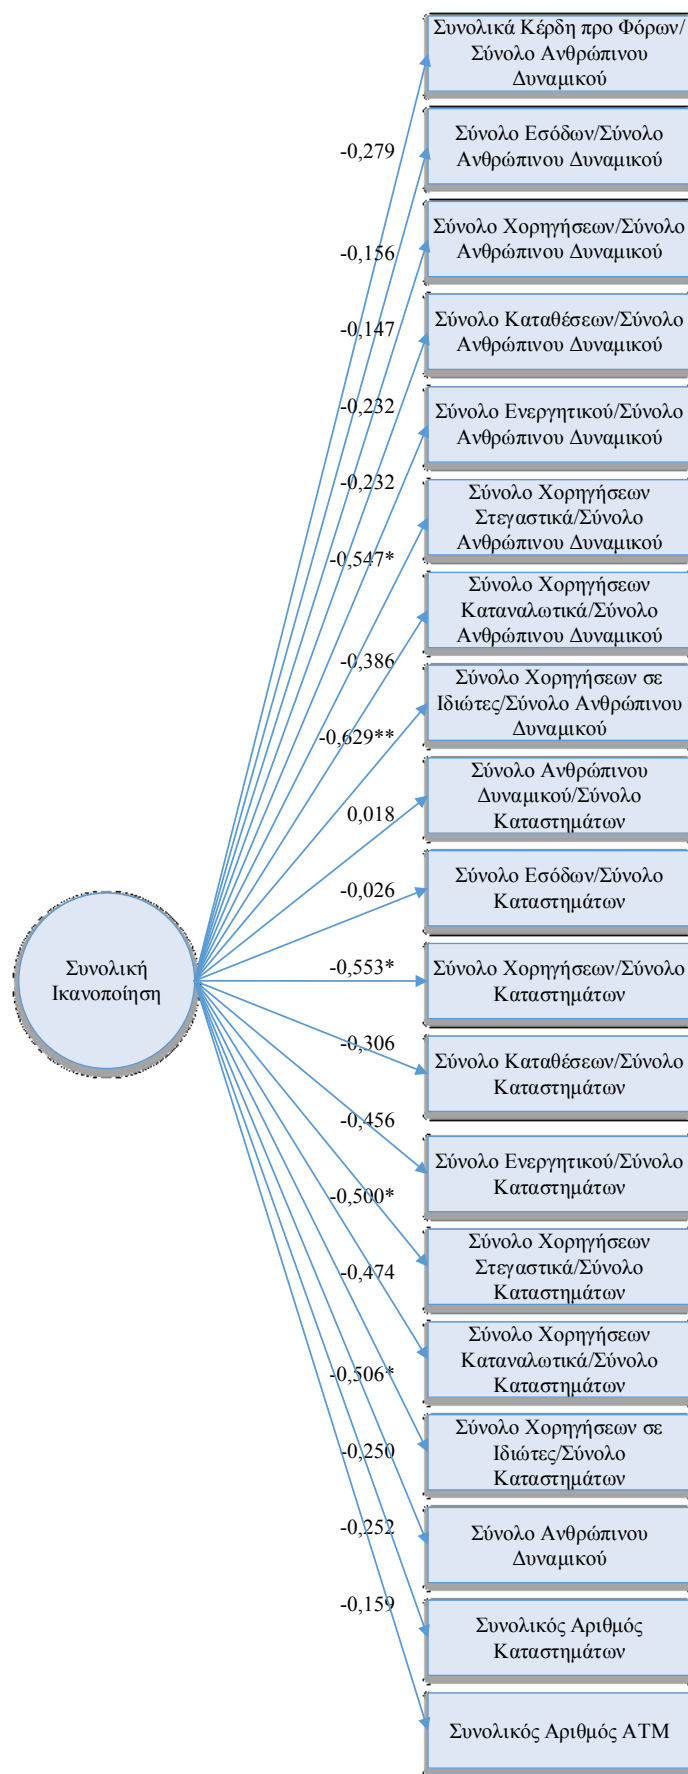 Συνολικά Κέρδη προ Φόρων/
Σύνολο Ανθρώπινου
Δυναμικού
-0,279
Σύνολο Εσόδων/Σύνολο
Ανθρώπινου Δυναμικού
-0,156
Σύνολο Χορηγήσεων/Σύνολο
Ανθρώπινου Δυναμικού
-0,147
Σύνολο Καταθέσεων/Σύνολο
Ανθρώπινου Δυναμικού
-0,232
Σύνολο Ενεργητικού/Σύνολο
Ανθρώπινου Δυναμικού
-0,232
Σύνολο Χορηγήσεων
Στεγαστικά/Σύνολο
Ανθρώπινου Δυναμικού
-0,547*
Σύνολο Χορηγήσεων
Καταναλωτικά/Σύνολο
Ανθρώπινου Δυναμικού
-0,386
Σύνολο Χορηγήσεων σε
Ιδιώτες/Σύνολο Ανθρώπινου
Δυναμικού
-0,629**
Σύνολο Ανθρώπινου
Δυναμικού/Σύνολο
Καταστημάτων
0,018
Σύνολο Εσόδων/Σύνολο
Καταστημάτων
-0,026
Συνολική
Ικανοποίηση
-0,553*
Σύνολο Χορηγήσεων/Σύνολο
Καταστημάτων
-0,306
Σύνολο Καταθέσεων/Σύνολο
Καταστημάτων
-0,456
Σύνολο Ενεργητικού/Σύνολο
Καταστημάτων
-0,500*
Σύνολο Χορηγήσεων
Στεγαστικά/Σύνολο
Καταστημάτων
-0,474
Σύνολο Χορηγήσεων
Καταναλωτικά/Σύνολο
Καταστημάτων
-0,506*
Σύνολο Χορηγήσεων σε
Ιδιώτες/Σύνολο
Καταστημάτων
-0,250
Σύνολο Ανθρώπινου
Δυναμικού
-0,252
Συνολικός Αριθμός
Καταστημάτων
-0,159
Συνολικός Αριθμός ΑΤΜ